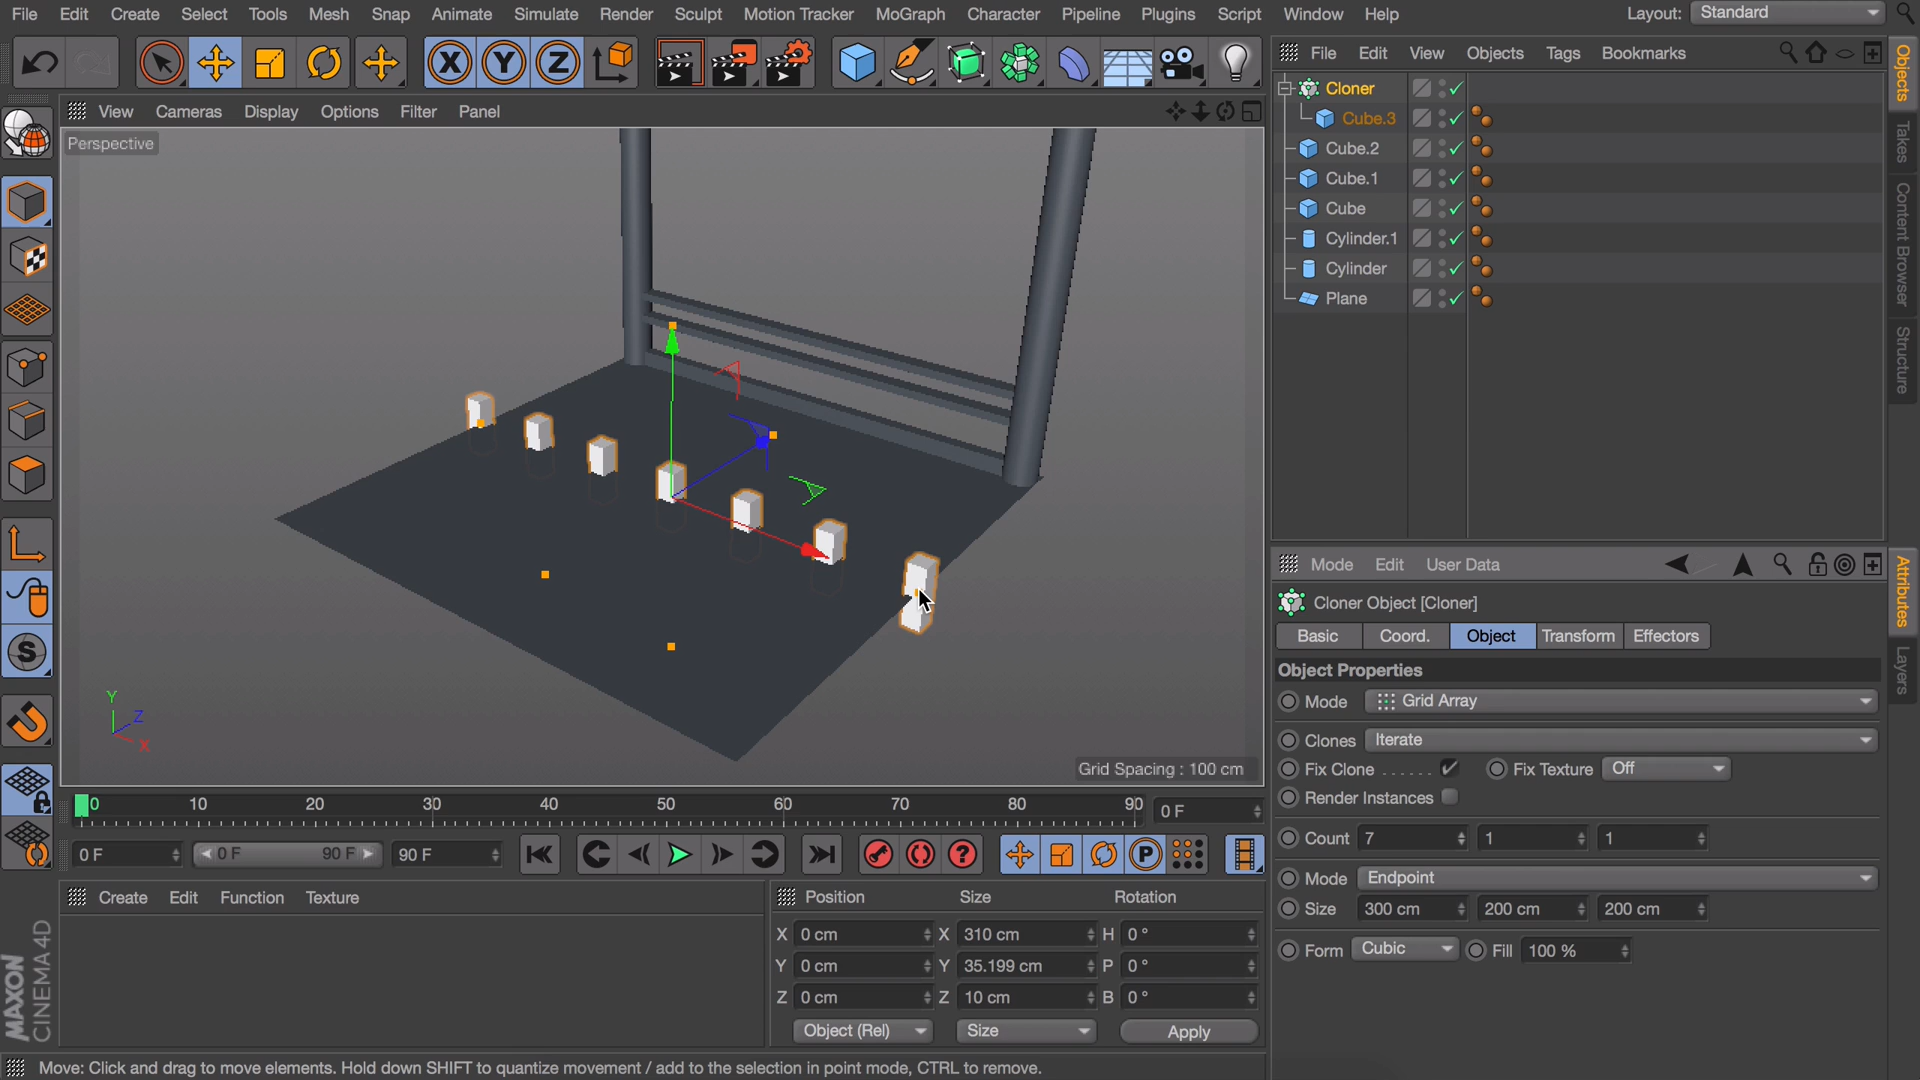 File Edit Create Select Tools Mesh Snap Animate Simulate Render Sculpt Motion Tracker MoGraph Character Pipeline Plugins Script Window Help Layout: Standard
X Y Z
File Edit View Objects Tags Bookmarks
View Cameras Display Options Filter Panel
Perspective
Cloner
Cube.3
Cube.2
Cube.1
Cube
Cylinder.1
Cylinder
Plane
Objects
Takes
Content Browser
Structure
Y
Z
X
Grid Spacing : 100 cm
S
0 10 20 30 40 50 60 70 80 90 0 F
0 F 0 F 90 F 90 F
P
Create Edit Function Texture
Position Size Rotation
X 0 cm X 310 cm H 0 °
Y 0 cm Y 35.199 cm P 0 °
Z 0 cm Z 10 cm B 0 °
Object (Rel) Size Apply
MAXON
CINEMA 4D
Move: Click and drag to move elements. Hold down SHIFT to quantize movement / add to the selection in point mode, CTRL to remove.
Mode Edit User Data
Cloner Object [Cloner]
Basic Coord. Object Transform Effectors
Object Properties
Mode Grid Array
Clones Iterate
Fix Clone . . . . . . Fix Texture Off
Render Instances
Count 7 1 1
Mode Endpoint
Size 300 cm 200 cm 200 cm
Form Cubic Fill 100 %
Attributes
Layers